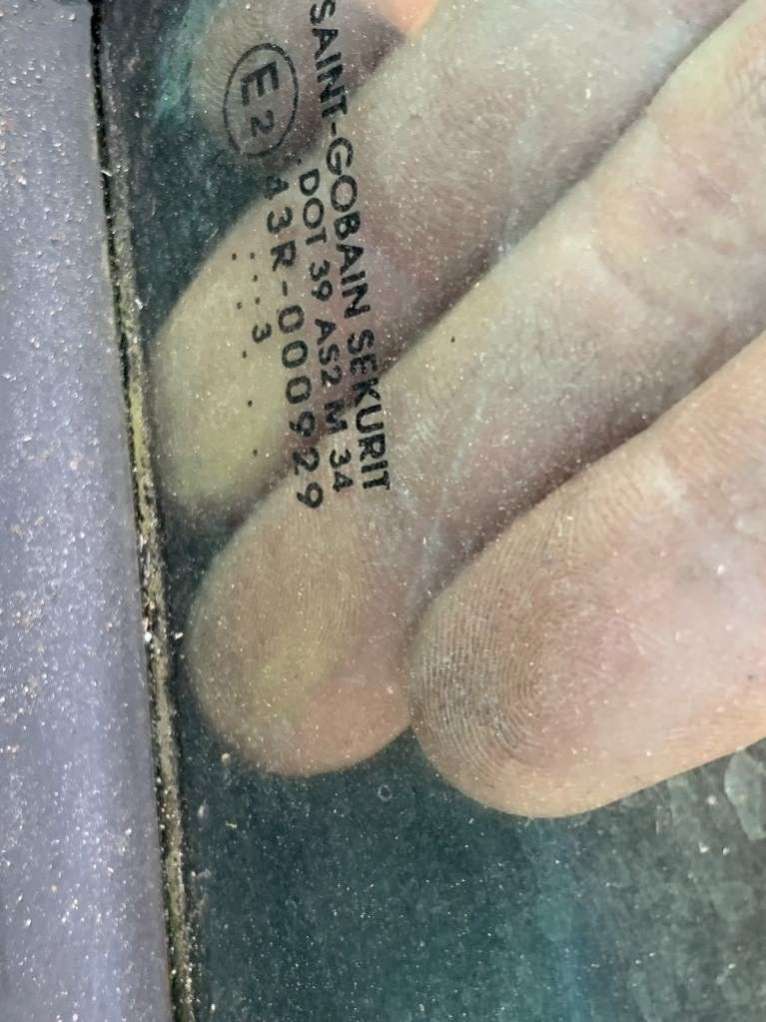 SAINT-GOBAIN SEKURIT
DOT 39 AS2 M 34
E2
43R-000929
. . . . 3 . . .